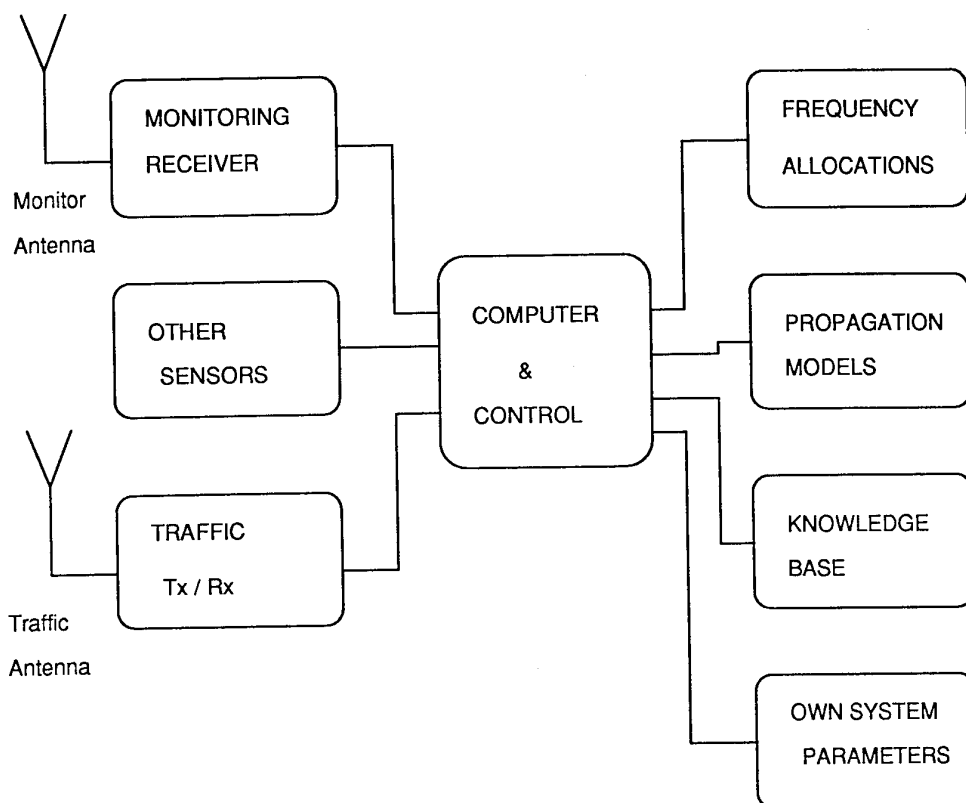 MONITORING
RECEIVER
Monitor
Antenna
OTHER
SENSORS
TRAFFIC
Tx / Rx
Traffic
Antenna
COMPUTER
&
CONTROL
FREQUENCY
ALLOCATIONS
PROPAGATION
MODELS
KNOWLEDGE
BASE
OWN SYSTEM
PARAMETERS